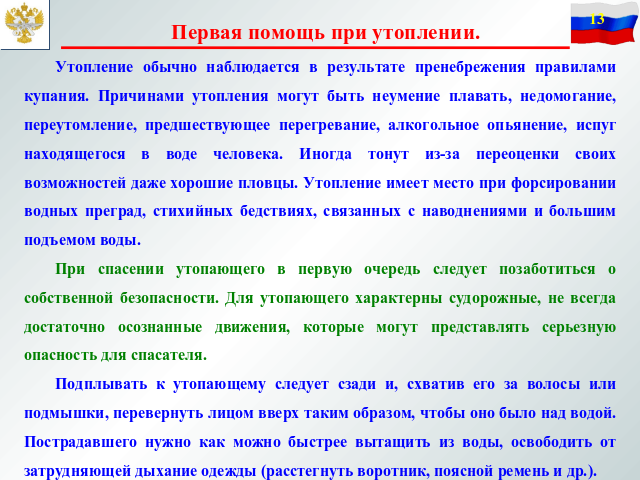 13
Первая помощь при утоплении.
Утопление обычно наблюдается в результате пренебрежения правилами
купания. Причинами утопления могут быть неумение плавать, недомогание,
переутомление, предшествующее перегревание, алкогольное опьянение, испуг
находящегося в воде человека. Иногда тонут из-за переоценки своих
возможностей даже хорошие пловцы. Утопление имеет место при форсировании
водных преград, стихийных бедствиях, связанных с наводнениями и большим
подъемом воды.
При спасении утопающего в первую очередь следует позаботиться о
собственной безопасности. Для утопающего характерны судорожные, не всегда
достаточно осознанные движения, которые могут представлять серьезную
опасность для спасателя.
Подплывать к утопающему следует сзади и, схватив его за волосы или
подмышки, перевернуть лицом вверх таким образом, чтобы оно было над водой.
Пострадавшего нужно как можно быстрее вытащить из воды, освободить от
затрудняющей дыхание одежды (расстегнуть воротник, поясной ремень и др.).